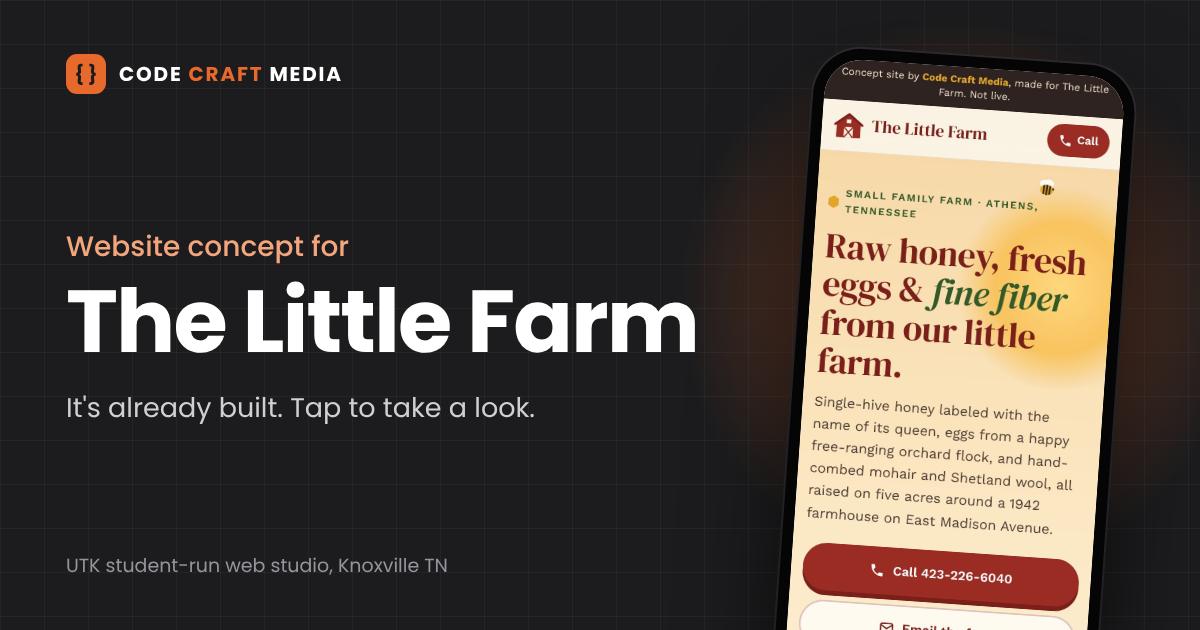 { } CODE CRAFT MEDIA
Website concept for
The Little Farm
It's already built. Tap to take a look.
UTK student-run web studio, Knoxville TN
Concept site by Code Craft Media, made for The Little
Farm. Not live.
The Little Farm
Call
SMALL FAMILY FARM · ATHENS,
TENNESSEE
Raw honey, fresh
eggs & fine fiber
from our little
farm.
Single-hive honey labeled with the
name of its queen, eggs from a happy
free-ranging orchard flock, and hand-
combed mohair and Shetland wool, all
raised on five acres around a 1942
farmhouse on East Madison Avenue.
Call 423-226-6040
Email the